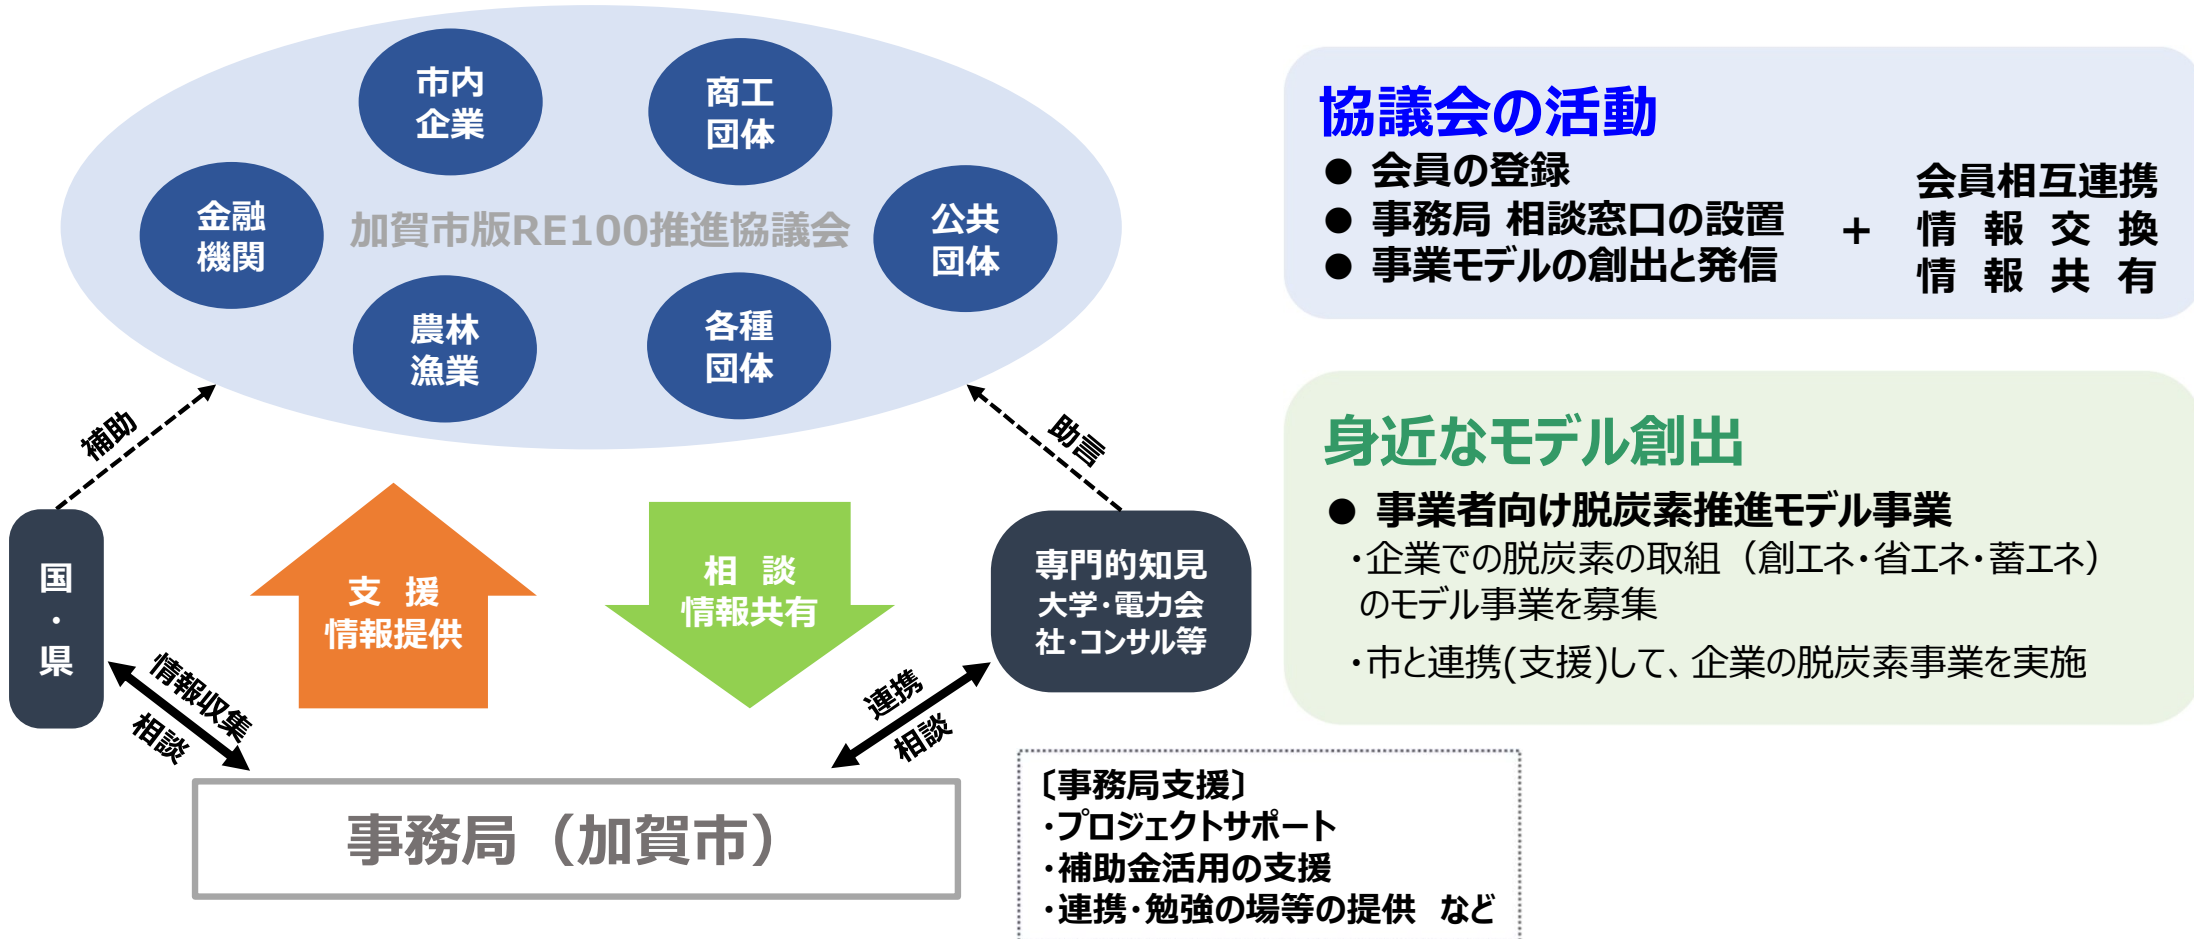 市内
企業
商工
団体
金融
機関
加賀市版RE100推進協議会
公共
団体
農林
漁業
各種
団体
補助
助言
国・県
支 援
情報提供
相 談
情報共有
専門的知見
大学・電力会
社・コンサル等
情報収集
相談
連携
相談
事務局（加賀市）
協議会の活動
● 会員の登録
● 事務局 相談窓口の設置
● 事業モデルの創出と発信
+
会員相互連携
情 報 交 換
情 報 共 有
身近なモデル創出
● 事業者向け脱炭素推進モデル事業
・企業での脱炭素の取組（創エネ・省エネ・蓄エネ）
のモデル事業を募集
・市と連携(支援)して、企業の脱炭素事業を実施
〔事務局支援〕
・プロジェクトサポート
・補助金活用の支援
・連携・勉強の場等の提供 など